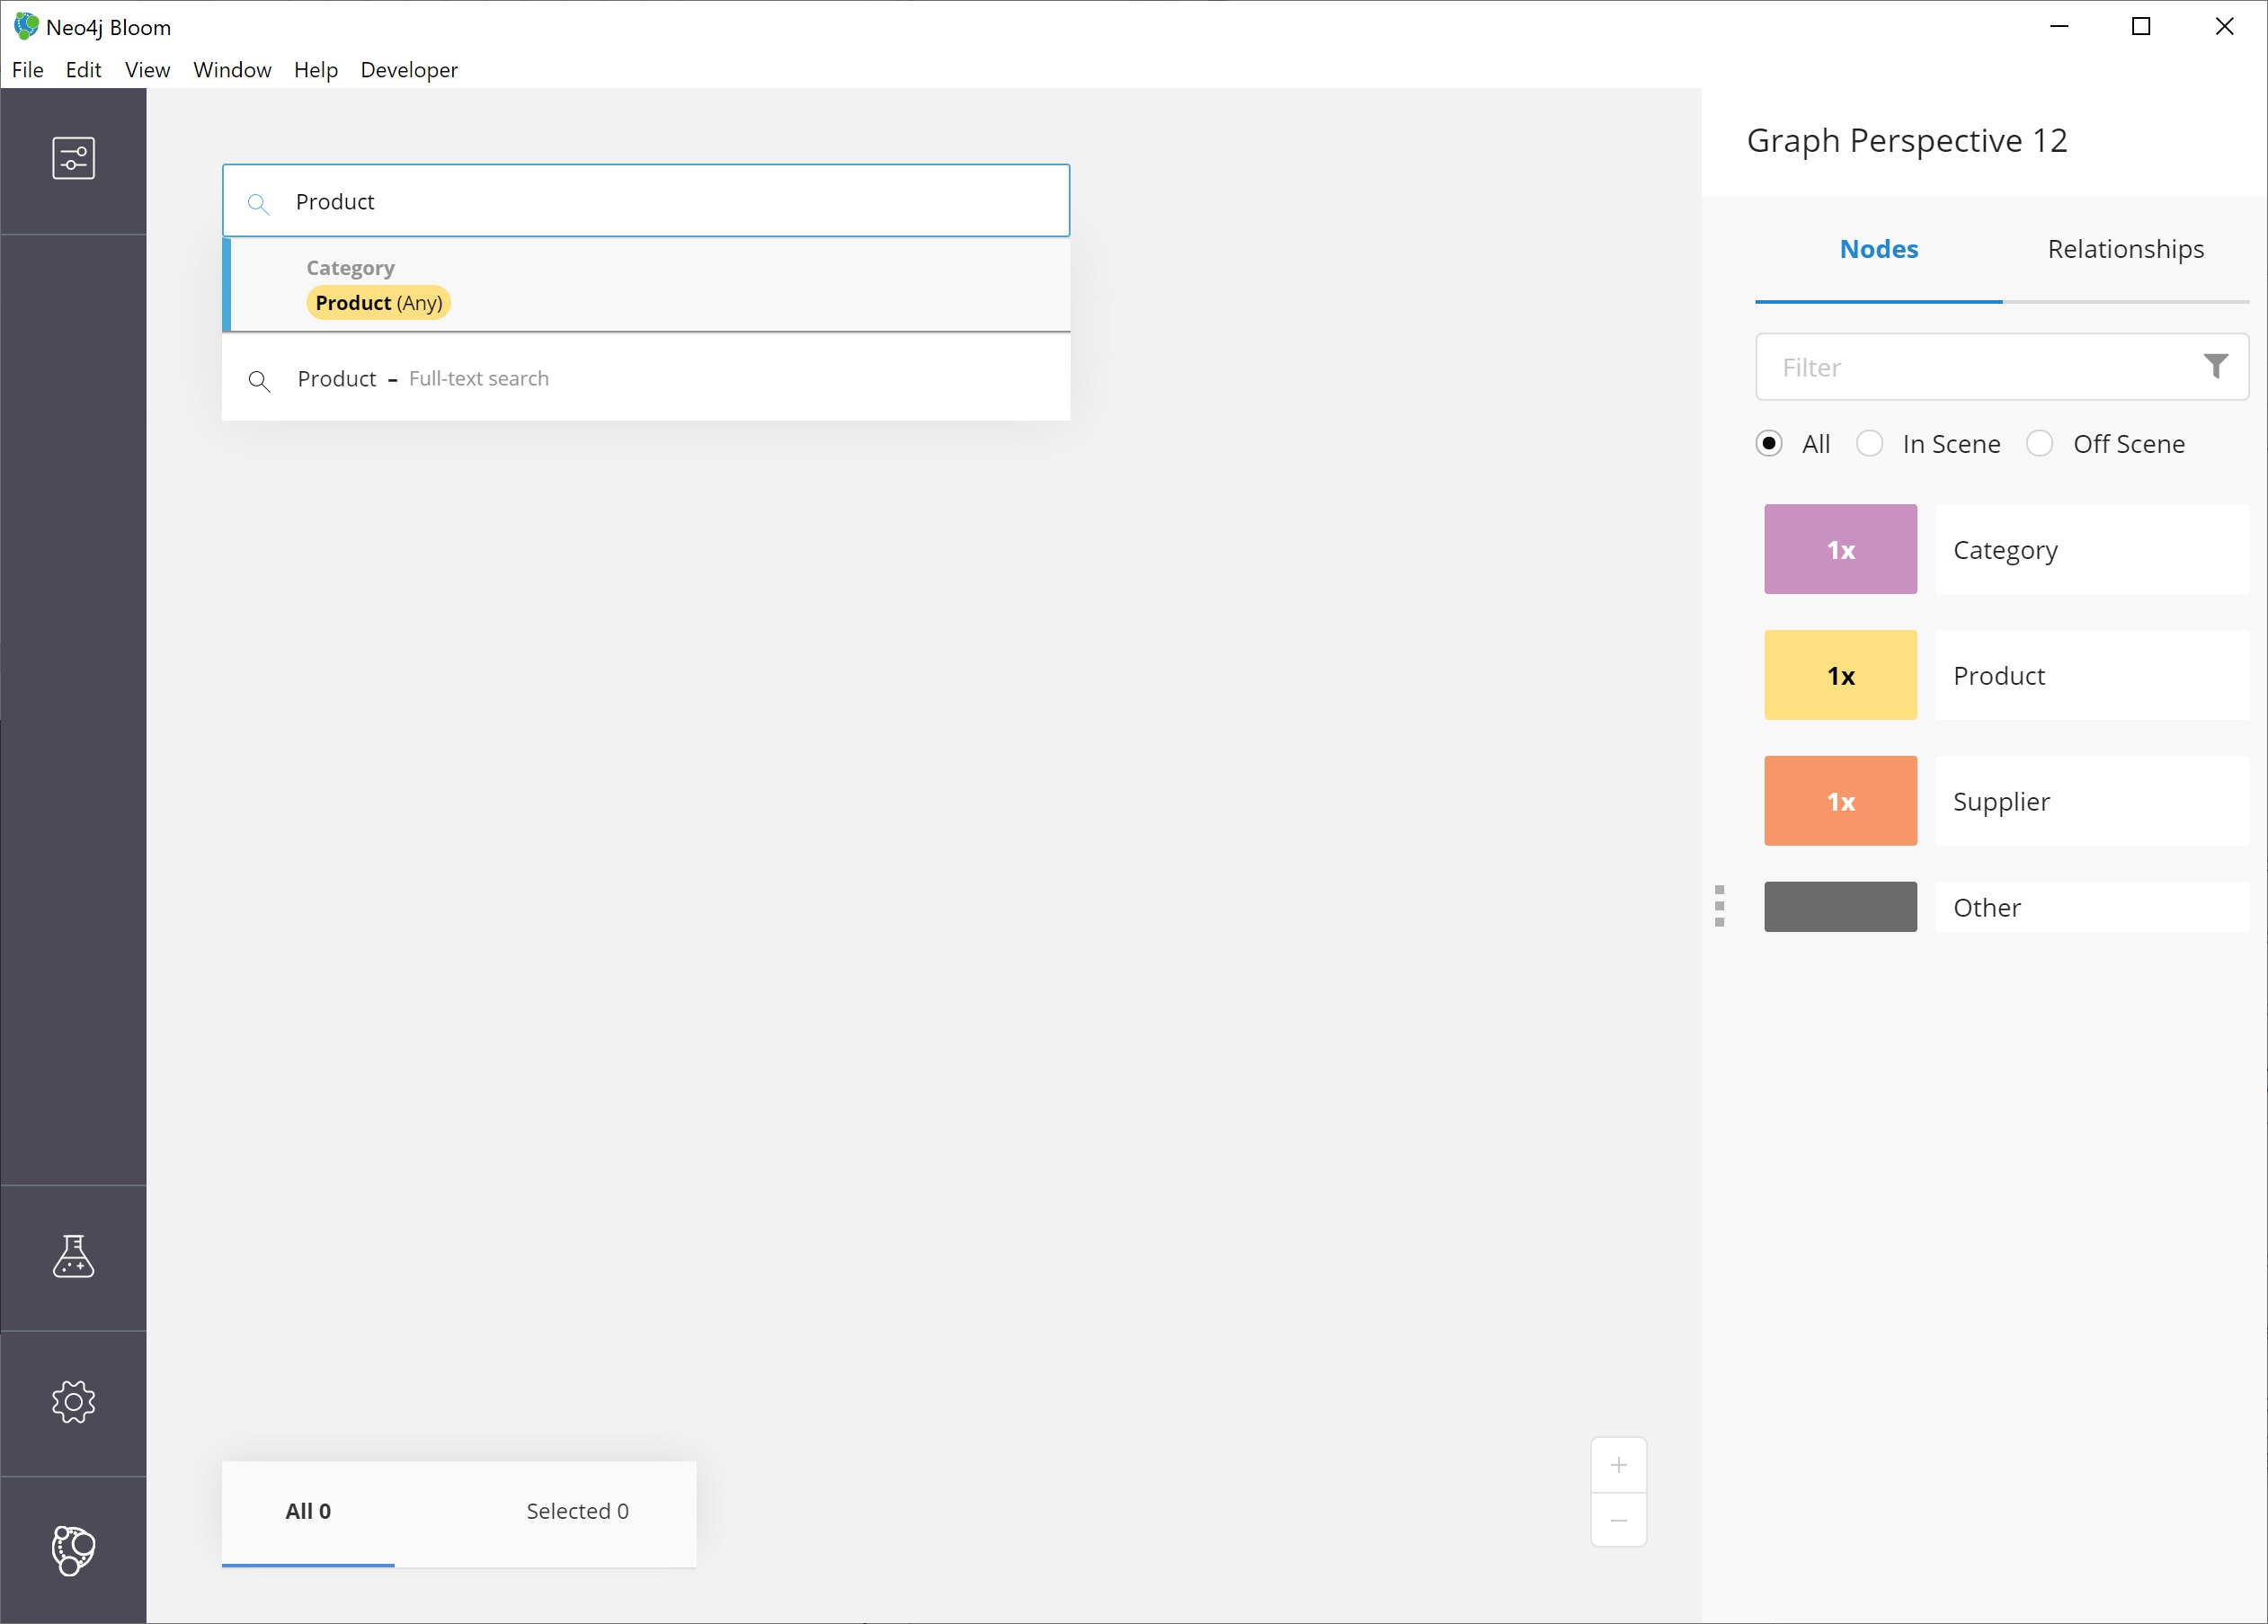 Neo4j Bloom
File Edit View Window Help Developer
Graph Perspective 12
Product
Category
Product (Any)
Product – Full-text search
Nodes Relationships
Filter
All In Scene Off Scene
1x Category
1x Product
1x Supplier
Other
All 0 Selected 0